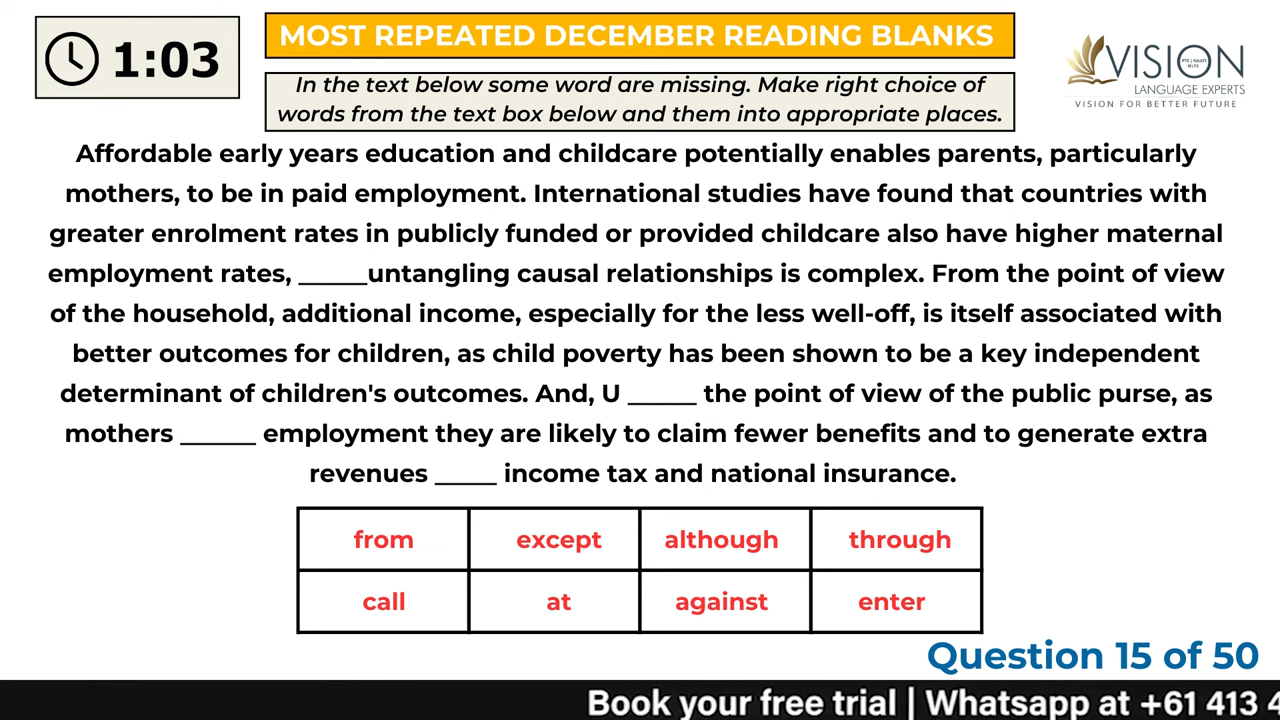 1:03
MOST REPEATED DECEMBER READING BLANKS
In the text below some word are missing. Make right choice of
words from the text box below and them into appropriate places.
VISION
PTE | NAATI
IELTS
LANGUAGE EXPERTS
VISION FOR BETTER FUTURE
Affordable early years education and childcare potentially enables parents, particularly
mothers, to be in paid employment. International studies have found that countries with
greater enrolment rates in publicly funded or provided childcare also have higher maternal
employment rates, _____untangling causal relationships is complex. From the point of view
of the household, additional income, especially for the less well-off, is itself associated with
better outcomes for children, as child poverty has been shown to be a key independent
determinant of children's outcomes. And, U _____ the point of view of the public purse, as
mothers ______ employment they are likely to claim fewer benefits and to generate extra
revenues _____ income tax and national insurance.
from except although through
call at against enter
Question 15 of 50
Book your free trial | Whatsapp at +61 413 4